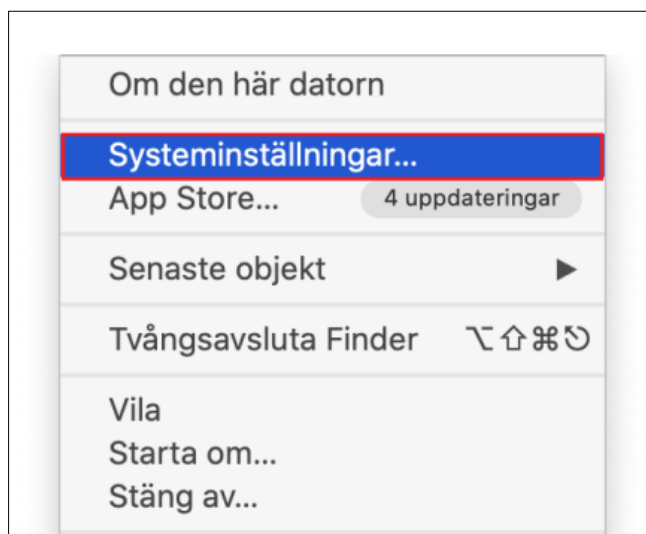 Om den här datorn
Systeminställningar...
App Store... 4 uppdateringar
Senaste objekt ▶
Tvångsavsluta Finder ⌥⇧⌘⎋
Vila
Starta om...
Stäng av...